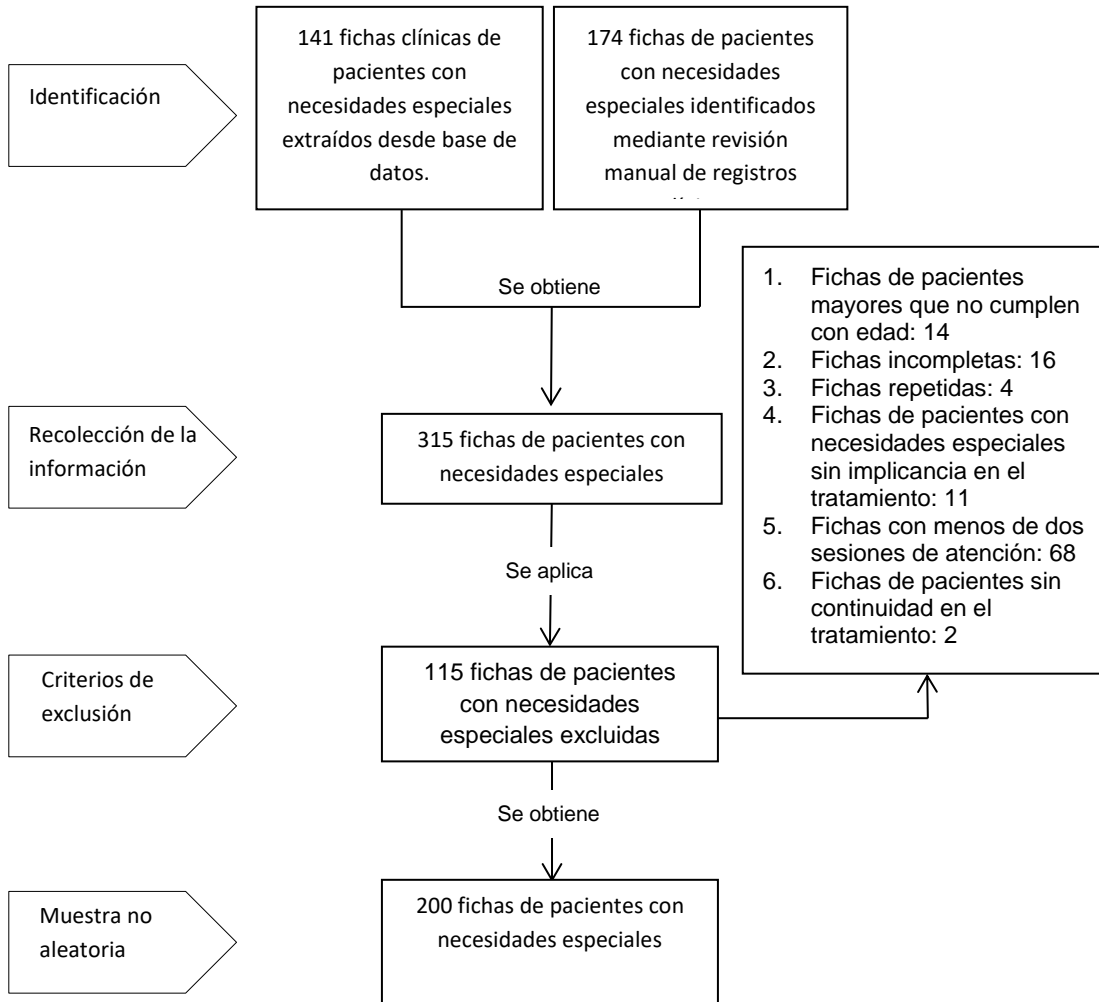 Identificación
141 fichas clínicas de
pacientes con
necesidades especiales
extraídos desde base de
datos.
174 fichas de pacientes
con necesidades
especiales identificados
mediante revisión
manual de registros
Se obtiene
Recolección de la
información
315 fichas de pacientes con
necesidades especiales
Se aplica
1. Fichas de pacientes
mayores que no cumplen
con edad: 14
2. Fichas incompletas: 16
3. Fichas repetidas: 4
4. Fichas de pacientes con
necesidades especiales
sin implicancia en el
tratamiento: 11
5. Fichas con menos de dos
sesiones de atención: 68
6. Fichas de pacientes sin
continuidad en el
tratamiento: 2
Criterios de
exclusión
115 fichas de pacientes
con necesidades
especiales excluidas
Se obtiene
Muestra no
aleatoria
200 fichas de pacientes con
necesidades especiales